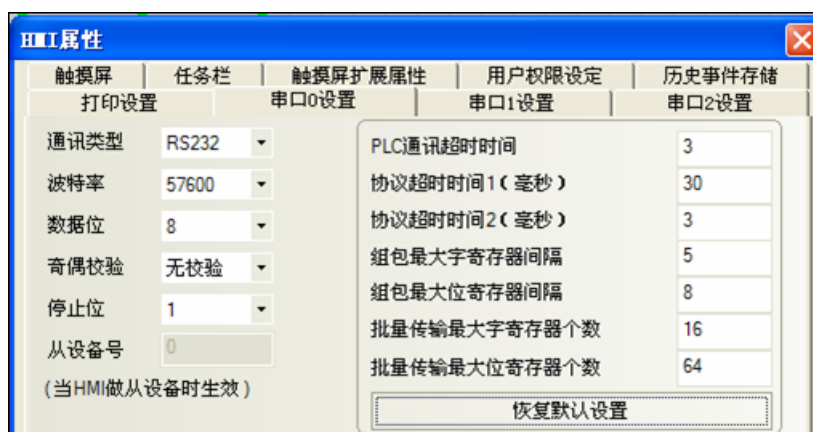 HMI属性
触摸屏 任务栏 触摸屏扩展属性 用户权限设定 历史事件存储
打印设置 串口0设置 串口1设置 串口2设置
通讯类型 RS232
波特率 57600
数据位 8
奇偶校验 无校验
停止位 1
从设备号 0
(当HMI做从设备时生效)
PLC通讯超时时间 3
协议超时时间1(毫秒) 30
协议超时时间2(毫秒) 3
组包最大字寄存器间隔 5
组包最大位寄存器间隔 8
批量传输最大字寄存器个数 16
批量传输最大位寄存器个数 64
恢复默认设置